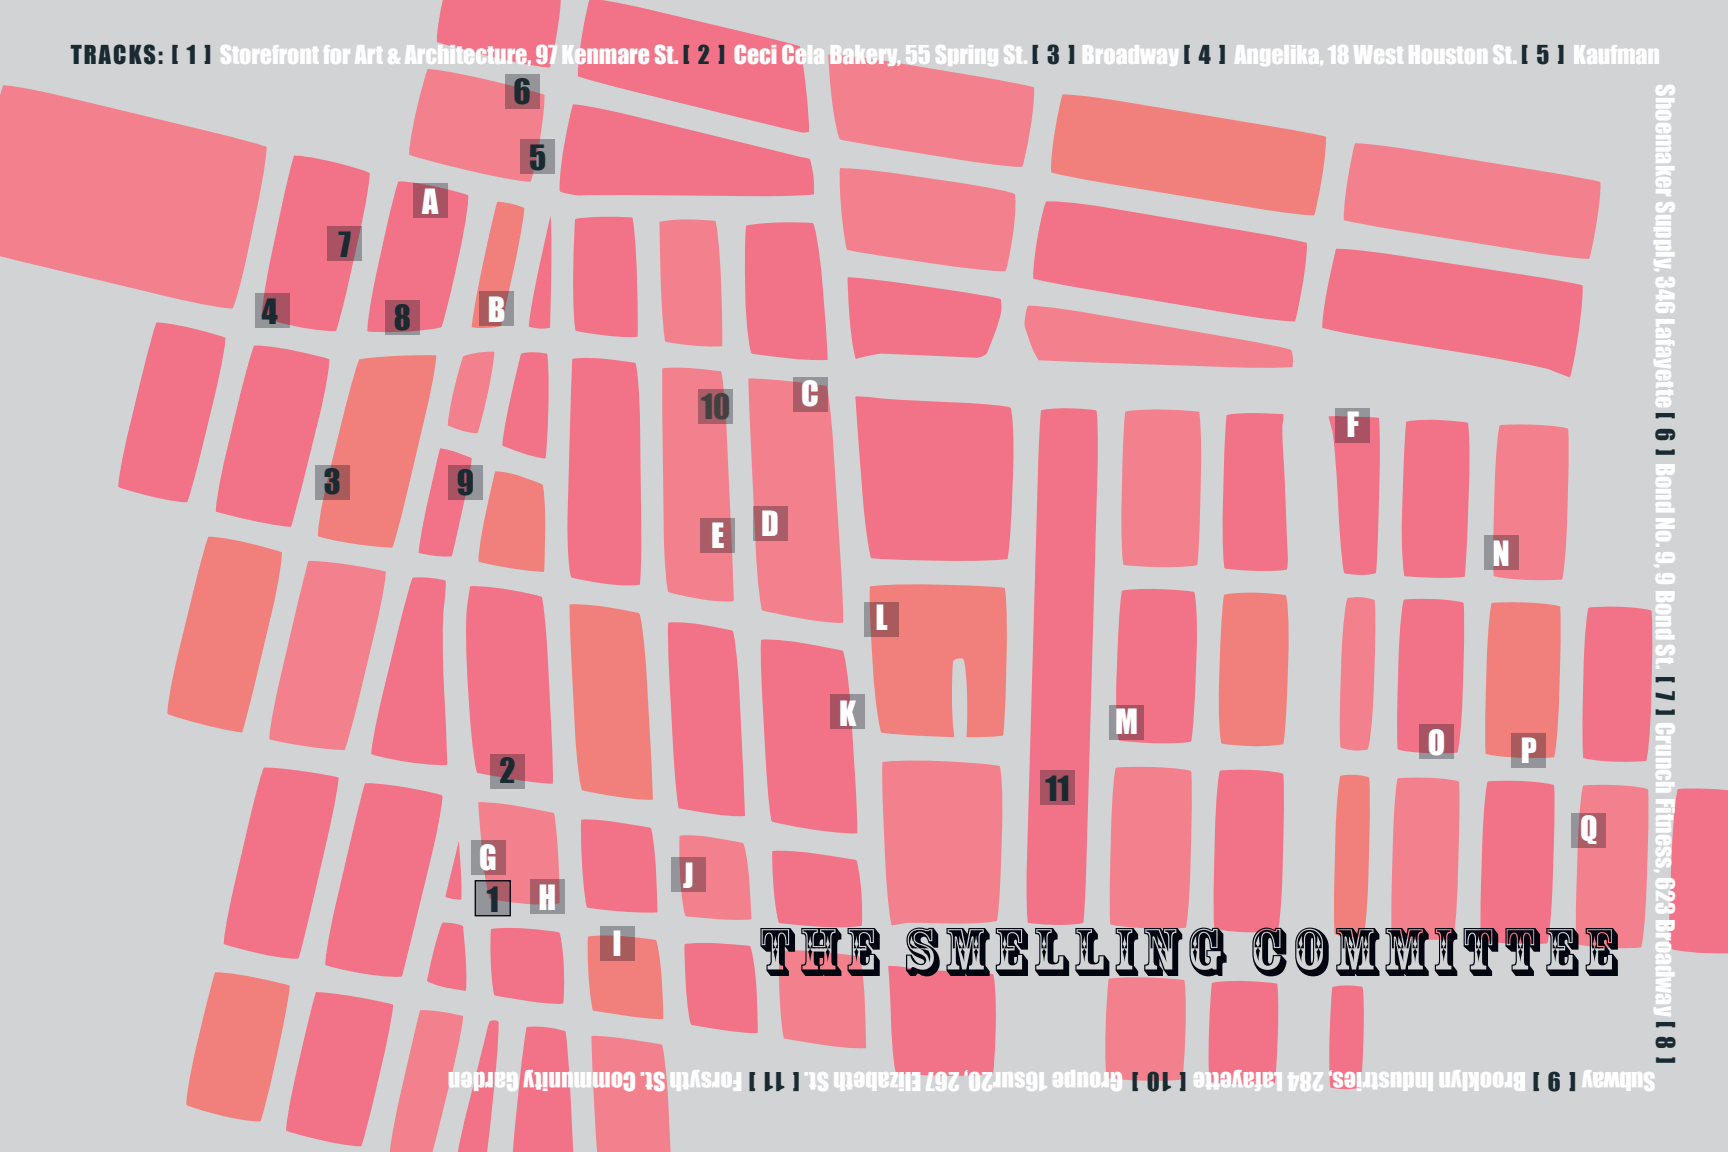 TRACKS: [ 1 ] Storefront for Art & Architecture, 97 Kenmare St. [ 2 ] Ceci Cela Bakery, 55 Spring St. [ 3 ] Broadway [ 4 ] Angelika, 18 West Houston St. [ 5 ] Kaufman
Shoemaker Supply, 346 Lafayette [ 6 ] Bond No. 9, 9 Bond St. [ 7 ] Crunch Fitness, 623 Broadway [ 8 ]
Subway [ 9 ] Brooklyn Industries, 284 Lafayette [ 10 ] Groupe 16sur20, 267 Elizabeth St. [ 11 ] Forsyth St. Community Garden
6
5
A
7
4
8
B
C
10
F
3
9
E
D
N
L
K
M
O
P
2
11
G
J
Q
1
H
I
THE SMELLING COMMITTEE